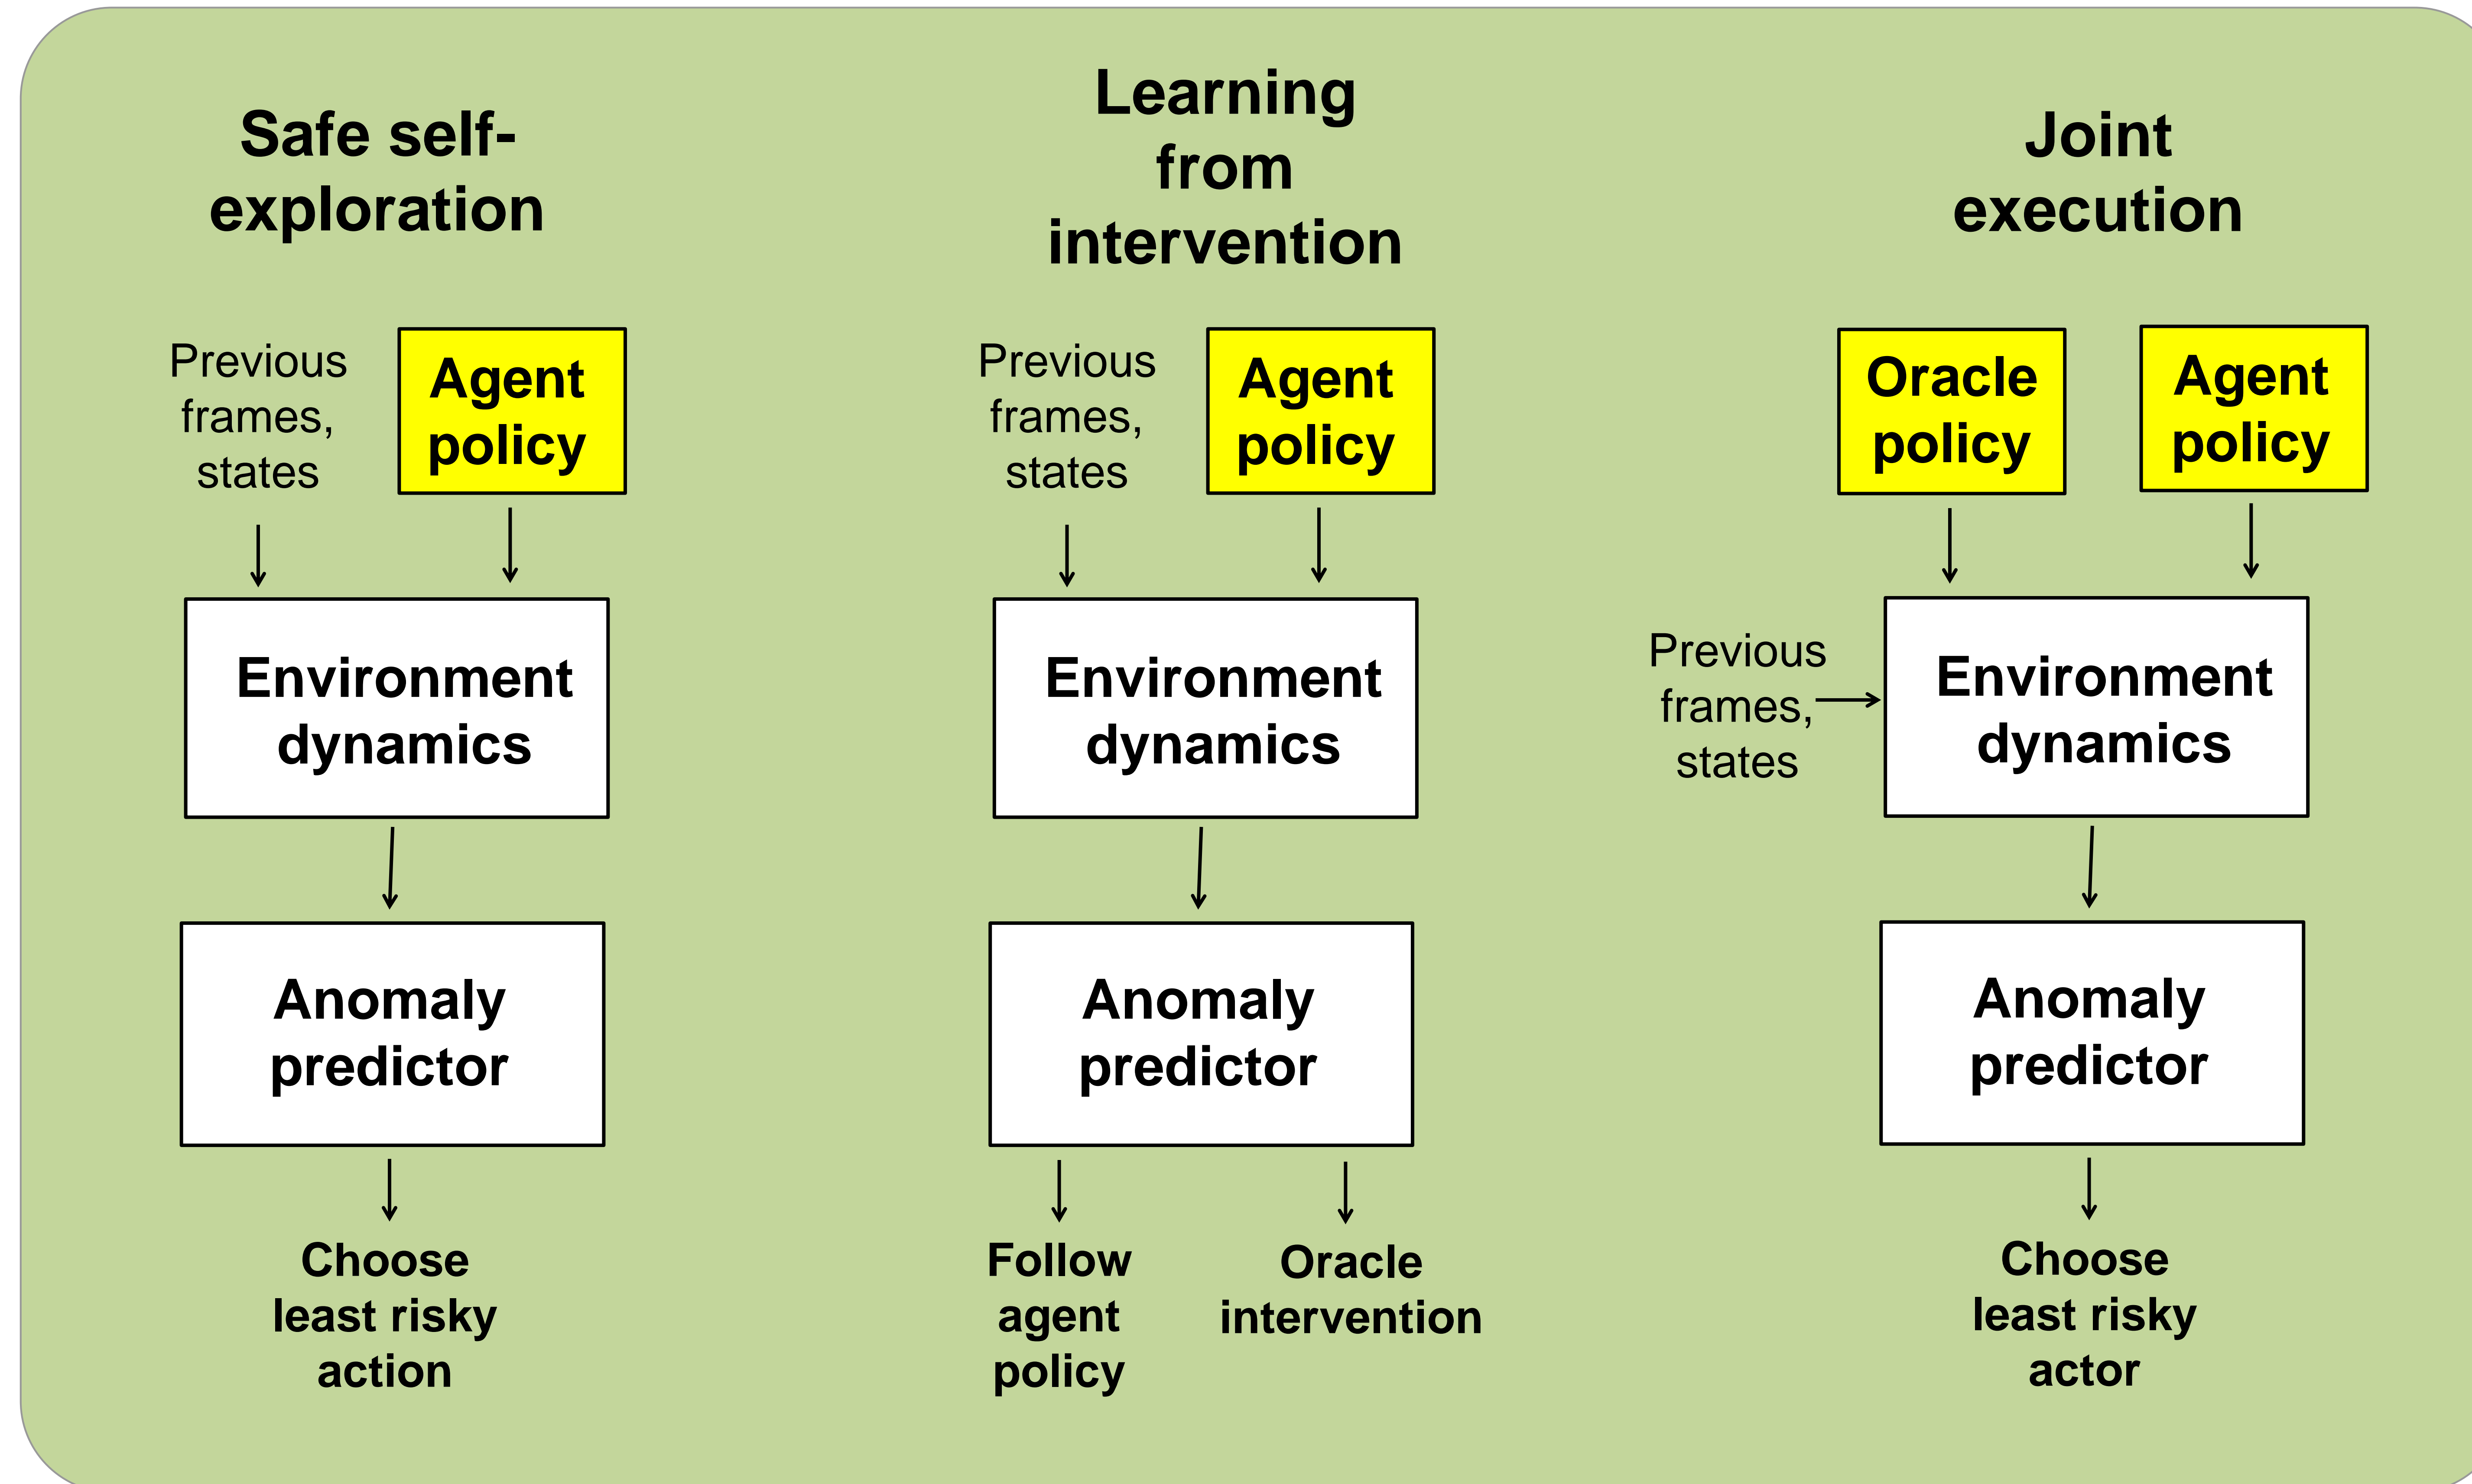 Safe self-
exploration
Previous
frames,
states
Agent
policy
Environment
dynamics
Anomaly
predictor
Choose
least risky
action
Learning
from
intervention
Previous
frames,
states
Agent
policy
Environment
dynamics
Anomaly
predictor
Follow
agent
policy
Oracle
intervention
Joint
execution
Oracle
policy
Agent
policy
Previous
frames,
states
Environment
dynamics
Anomaly
predictor
Choose
least risky
actor